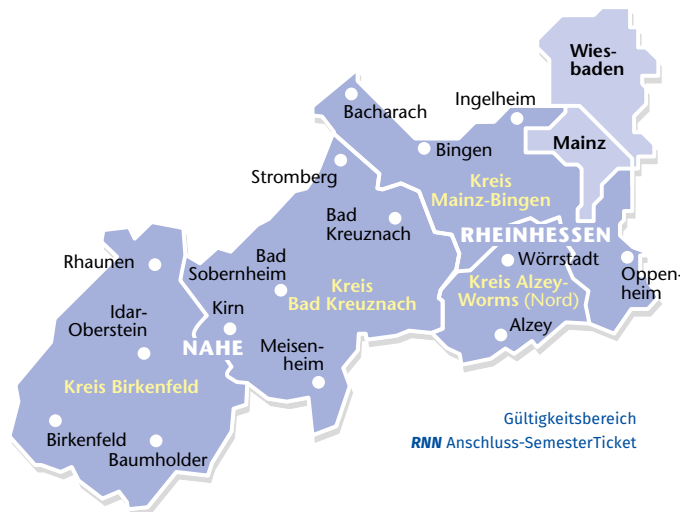 Wies-
baden
Bacharach
Ingelheim
Mainz
Bingen
Stromberg
Kreis
Mainz-Bingen
Bad
Kreuznach
RHEINHESSEN
Rhaunen
Bad
Sobernheim
Wörrstadt
Oppen-
heim
Kreis
Bad Kreuznach
Kreis Alzey-
Worms (Nord)
Idar-
Oberstein
Kirn
NAHE
Alzey
Meisen-
heim
Kreis Birkenfeld
Birkenfeld
Baumholder
Gültigkeitsbereich
RNN Anschluss-SemesterTicket